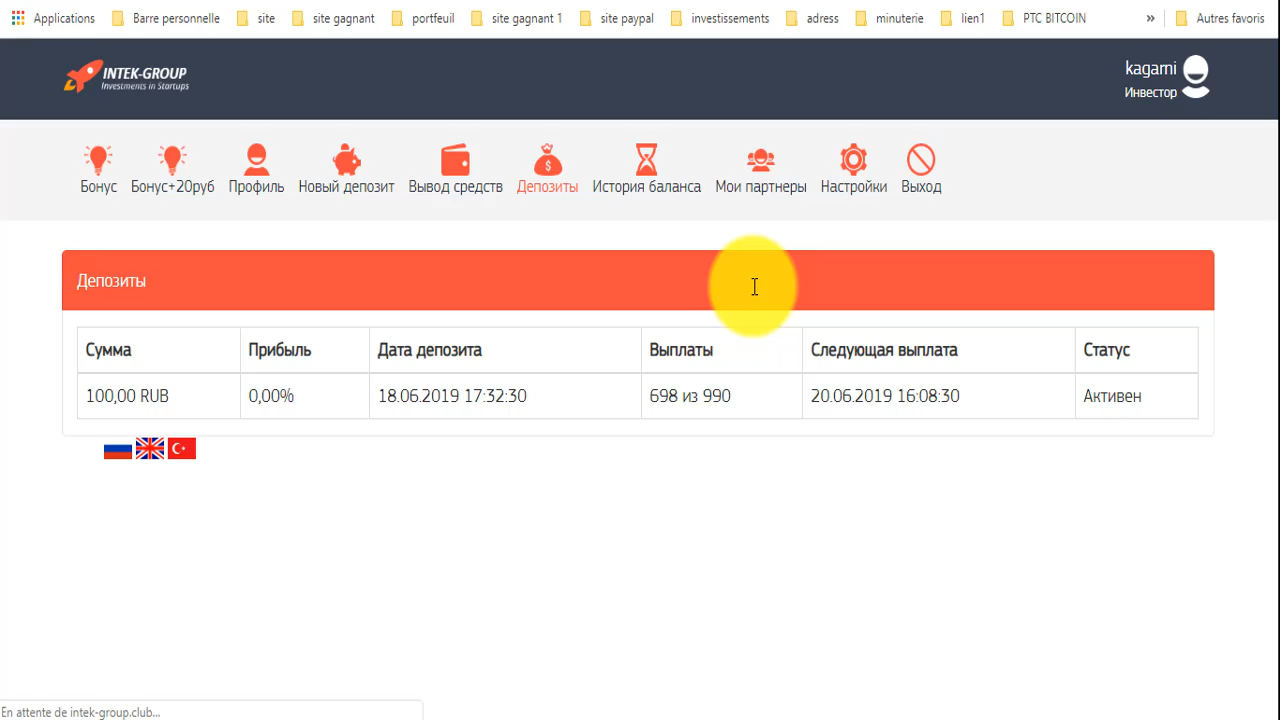 Applications Barre personnelle site site gagnant portfeuil site gagnant 1 site paypal investissements adress minuterie lien1 PTC BITCOIN » Autres favoris
INTEK-GROUP
Investments in Startups
kagami
Инвестор
Бонус Бонус+20руб Профиль Новый депозит Вывод средств Депозиты История баланса Мои партнеры Настройки Выход
Депозиты
Сумма Прибыль Дата депозита Выплаты Следующая выплата Статус
100,00 RUB 0,00% 18.06.2019 17:32:30 698 из 990 20.06.2019 16:08:30 Активен
En attente de intek-group.club...